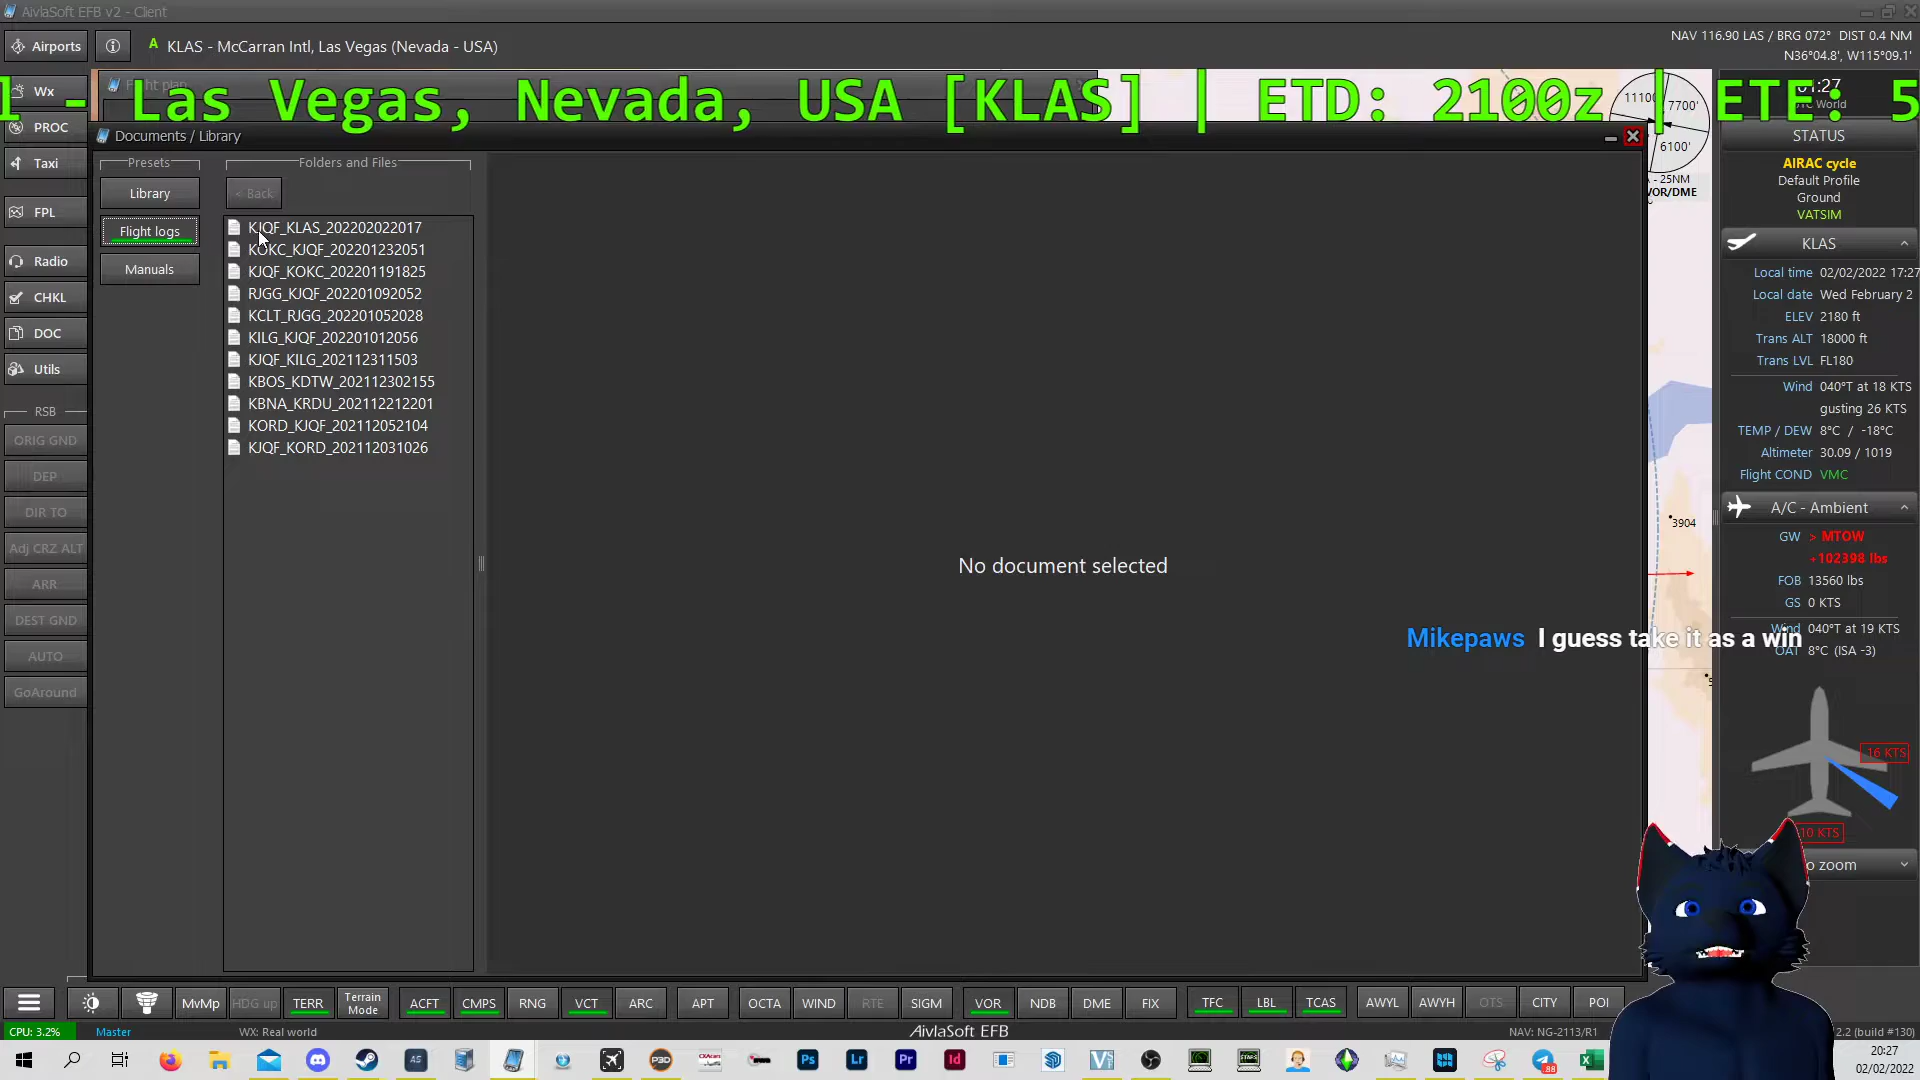 AivlaSoft EFB v2 - Client
Airports
A KLAS - McCarran Intl, Las Vegas (Nevada - USA)
NAV 116.90 LAS / BRG 072° DIST 0.4 NM
N36°04.8', W115°09.1'
Las Vegas, Nevada, USA [KLAS] | ETD: 2100z | ETE: 5
Wx
PROC
Taxi
FPL
Radio
CHKL
DOC
Utils
RSB
ORIG GND
DEP
DIR TO
Adj CRZ ALT
ARR
DEST GND
AUTO
GoAround
Documents / Library
Presets
Library
Flight logs
Manuals
Folders and Files
< Back
KJQF_KLAS_202202022017
KOKC_KJQF_202201232051
KJQF_KOKC_202201191825
RJGG_KJQF_202201092052
KCLT_RJGG_202201052028
KILG_KJQF_202201012056
KJQF_KILG_202112311503
KBOS_KDTW_202112302155
KBNA_KRDU_202112212201
KORD_KJQF_202112052104
KJQF_KORD_202112031026
No document selected
Mikepaws I guess take it as a win
7700'
6100'
25NM
VOR/DME
3904
STATUS
AIRAC cycle
Default Profile
Ground
VATSIM
KLAS
Local time 02/02/2022 17:27
Local date Wed February 2
ELEV 2180 ft
Trans ALT 18000 ft
Trans LVL FL180
Wind 040°T at 18 KTS
gusting 26 KTS
TEMP / DEW 8°C / -18°C
Altimeter 30.09 / 1019
Flight COND VMC
A/C - Ambient
GW > MTOW
+102398 lbs
FOB 13560 lbs
GS 0 KTS
Wind 040°T at 19 KTS
OAT 8°C (ISA -3)
16 KTS
10 KTS
zoom
MvMp
HDG up
TERR
Terrain Mode
ACFT
CMPS
RNG
VCT
ARC
APT
OCTA
WIND
RTE
SIGM
VOR
NDB
DME
FIX
TFC
LBL
TCAS
AWYL
AWYH
OTS
CITY
POI
CPU: 3.2%
Master
WX: Real world
AivlaSoft EFB
NAV: NG-2113/R1
2.2 (build #130)
20:27
02/02/2022